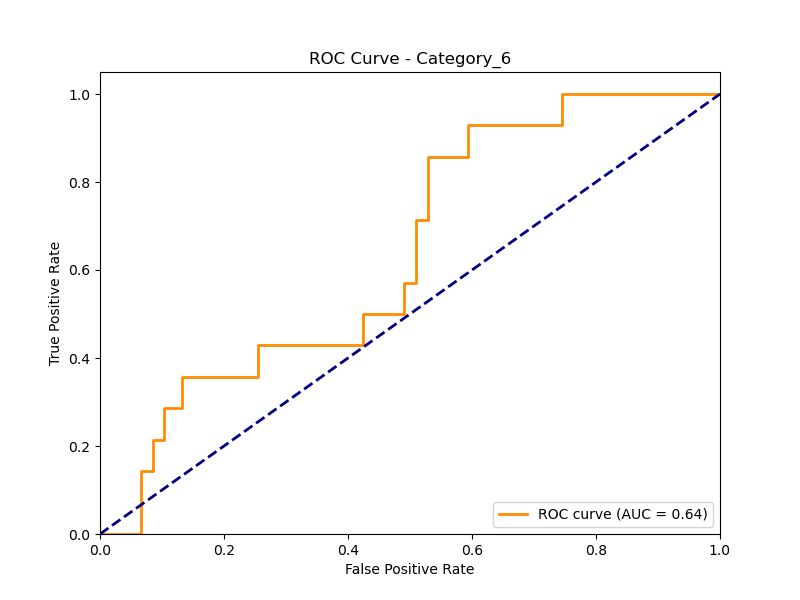 ROC Curve - Category_6
True Positive Rate
1.0
0.8
0.6
0.4
0.2
0.0
0.0 0.2 0.4 0.6 0.8 1.0
False Positive Rate
ROC curve (AUC = 0.64)